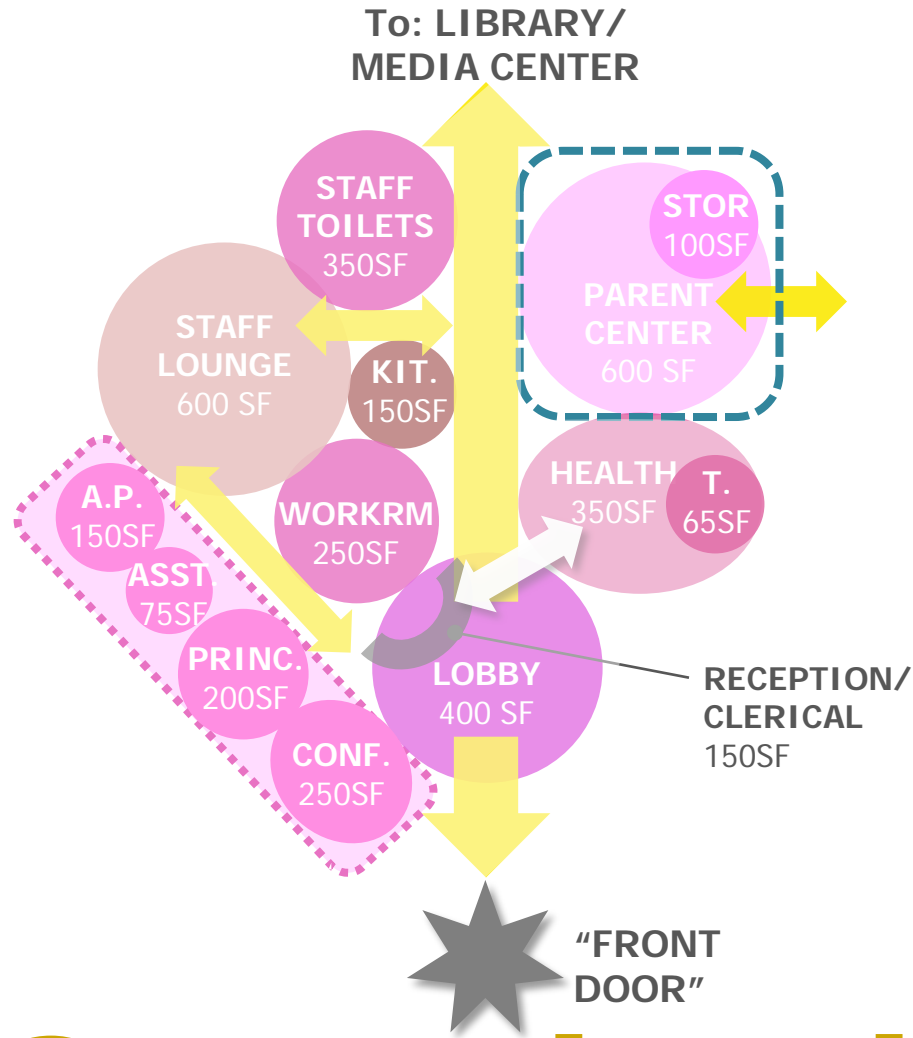 To: LIBRARY/
MEDIA CENTER
STAFF
TOILETS
350SF
STOR
100SF
PARENT
CENTER
600 SF
STAFF
LOUNGE
600 SF
KIT.
150SF
HEALTH
350SF
T.
65SF
A.P.
150SF
WORKRM
250SF
ASST.
75SF
PRINC.
200SF
LOBBY
400 SF
RECEPTION/
CLERICAL
150SF
CONF.
250SF
“FRONT
DOOR”